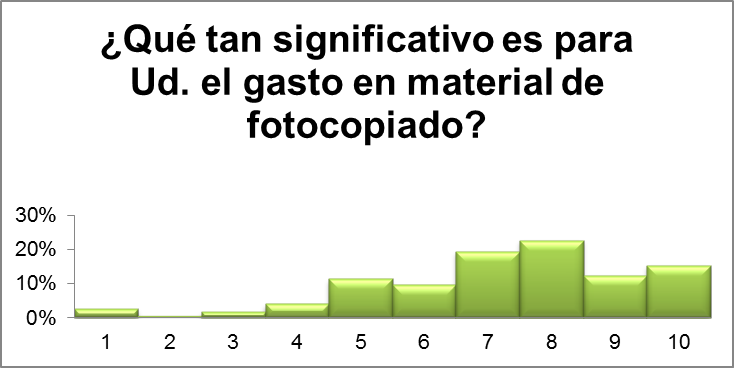 ¿Qué tan significativo es para
Ud. el gasto en material de
fotocopiado?
30%
20%
10%
0%
1 2 3 4 5 6 7 8 9 10